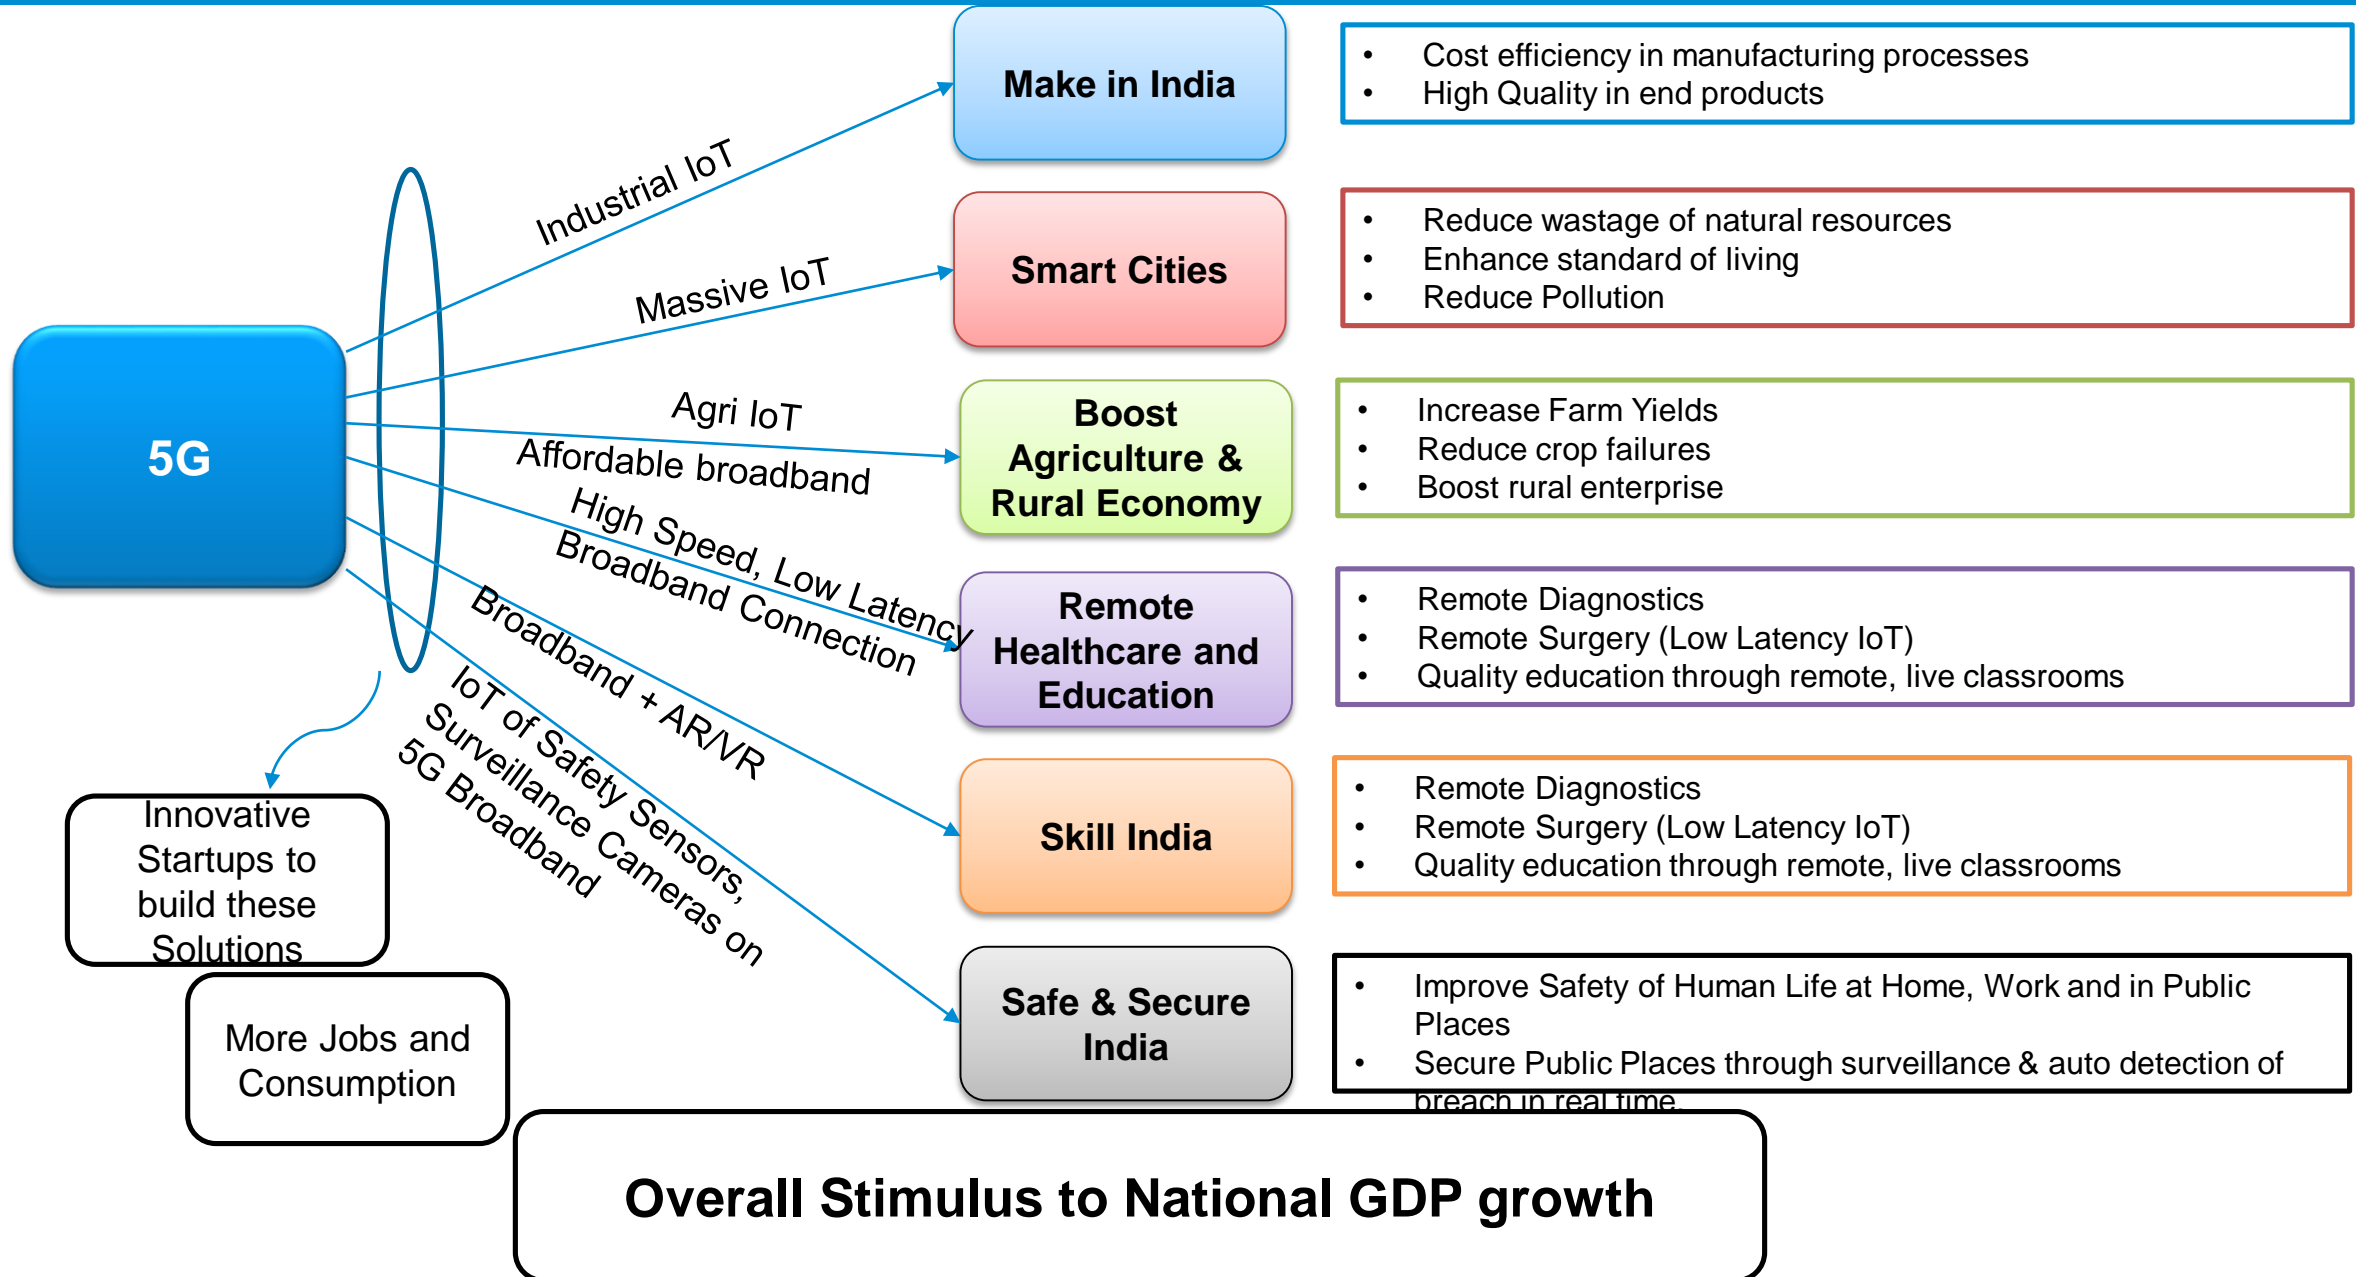 Make in India
• Cost efficiency in manufacturing processes
• High Quality in end products
Industrial IoT
Smart Cities
• Reduce wastage of natural resources
• Enhance standard of living
• Reduce Pollution
Massive IoT
5G
Agri IoT
Affordable broadband
Boost
Agriculture &
Rural Economy
• Increase Farm Yields
• Reduce crop failures
• Boost rural enterprise
High Speed, Low Latency
Broadband Connection
Remote
Healthcare and
Education
• Remote Diagnostics
• Remote Surgery (Low Latency IoT)
• Quality education through remote, live classrooms
Broadband + AR/VR
Skill India
• Remote Diagnostics
• Remote Surgery (Low Latency IoT)
• Quality education through remote, live classrooms
IoT of Safety Sensors,
Surveillance Cameras on
5G Broadband
Safe & Secure
India
• Improve Safety of Human Life at Home, Work and in Public
Places
• Secure Public Places through surveillance & auto detection of
breach in real time.
Innovative
Startups to
build these
Solutions
More Jobs and
Consumption
Overall Stimulus to National GDP growth